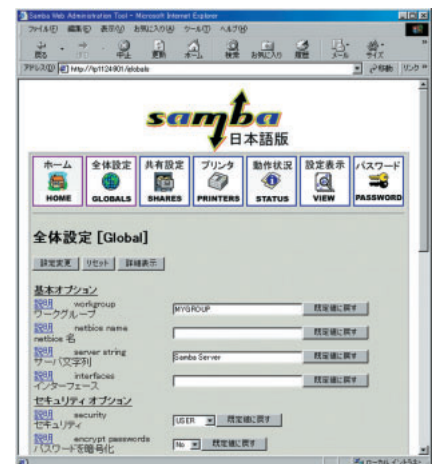 Samba Web Administration Tool - Microsoft Internet Explorer
ファイル(F) 編集(E) 表示(V) お気に入り(A) ツール(T) ヘルプ(H)
戻る 中止 更新 ホーム 検索 お気に入り 履歴 メール サイズ
アドレス(D) 移動 リンク
samba
日本語版
ホーム 全体設定 共有設定 プリンタ 動作状況 設定表示 パスワード
HOME GLOBALS SHARES PRINTERS STATUS VIEW PASSWORD
全体設定 [Global]
設定変更 リセット 詳細表示
基本オプション
説明 workgroup
ワークグループ MYGROUP 既定値に戻す
説明 netbios name
netbios 名 既定値に戻す
説明 server string
サーバ文字列 Samba Server 既定値に戻す
説明 interfaces
インターフェース 既定値に戻す
セキュリティ オプション
説明 security
セキュリティ USER 既定値に戻す
説明 encrypt passwords
パスワードを暗号化 No 既定値に戻す